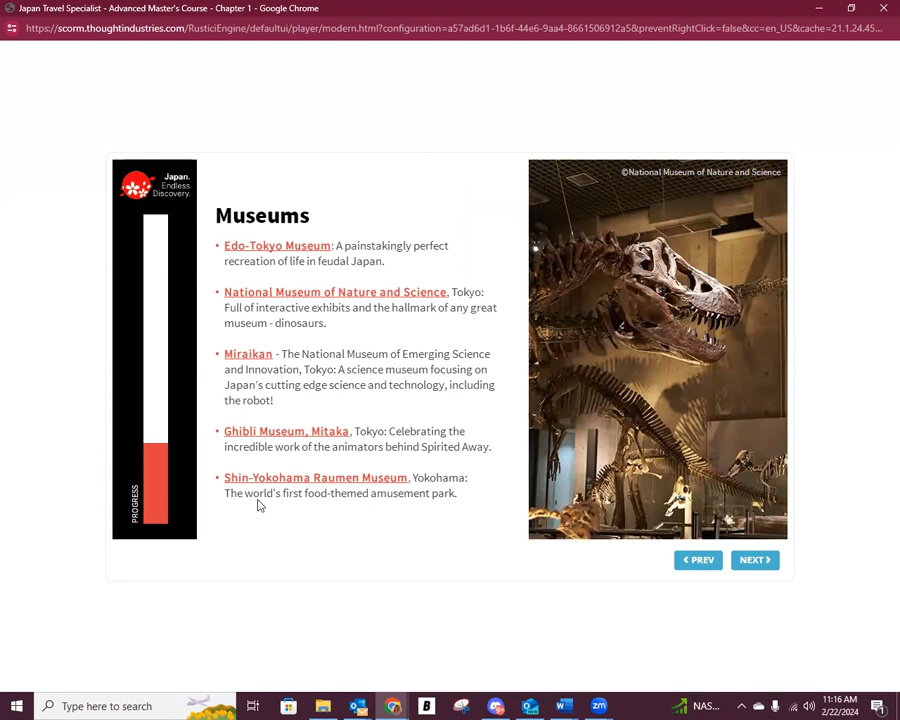 Japan Travel Specialist - Advanced Master's Course - Chapter 1 - Google Chrome
https://scorm.thoughtindustries.com/RusticiEngine/defaultui/player/modern.html?configuration=a57ad6d1-1b6f-44e6-9aa4-8661506912a5&preventRightClick=false&cc=en_US&cache=21.1.24.45...
Japan.
Endless
Discovery.
PROGRESS
Museums
• Edo-Tokyo Museum: A painstakingly perfect
recreation of life in feudal Japan.
• National Museum of Nature and Science, Tokyo:
Full of interactive exhibits and the hallmark of any great
museum - dinosaurs.
• Miraikan - The National Museum of Emerging Science
and Innovation, Tokyo: A science museum focusing on
Japan's cutting edge science and technology, including
the robot!
• Ghibli Museum, Mitaka, Tokyo: Celebrating the
incredible work of the animators behind Spirited Away.
• Shin-Yokohama Raumen Museum, Yokohama:
The world's first food-themed amusement park.
©National Museum of Nature and Science
PREV
NEXT
Type here to search
B
W
zm
NAS...
11:16 AM
2/22/2024
1